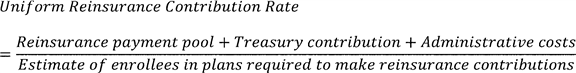 Uniform Reinsurance Contribution Rate
= Reinsurance payment pool + Treasury contribution + Administrative costs
Estimate of enrollees in plans required to make reinsurance contributions